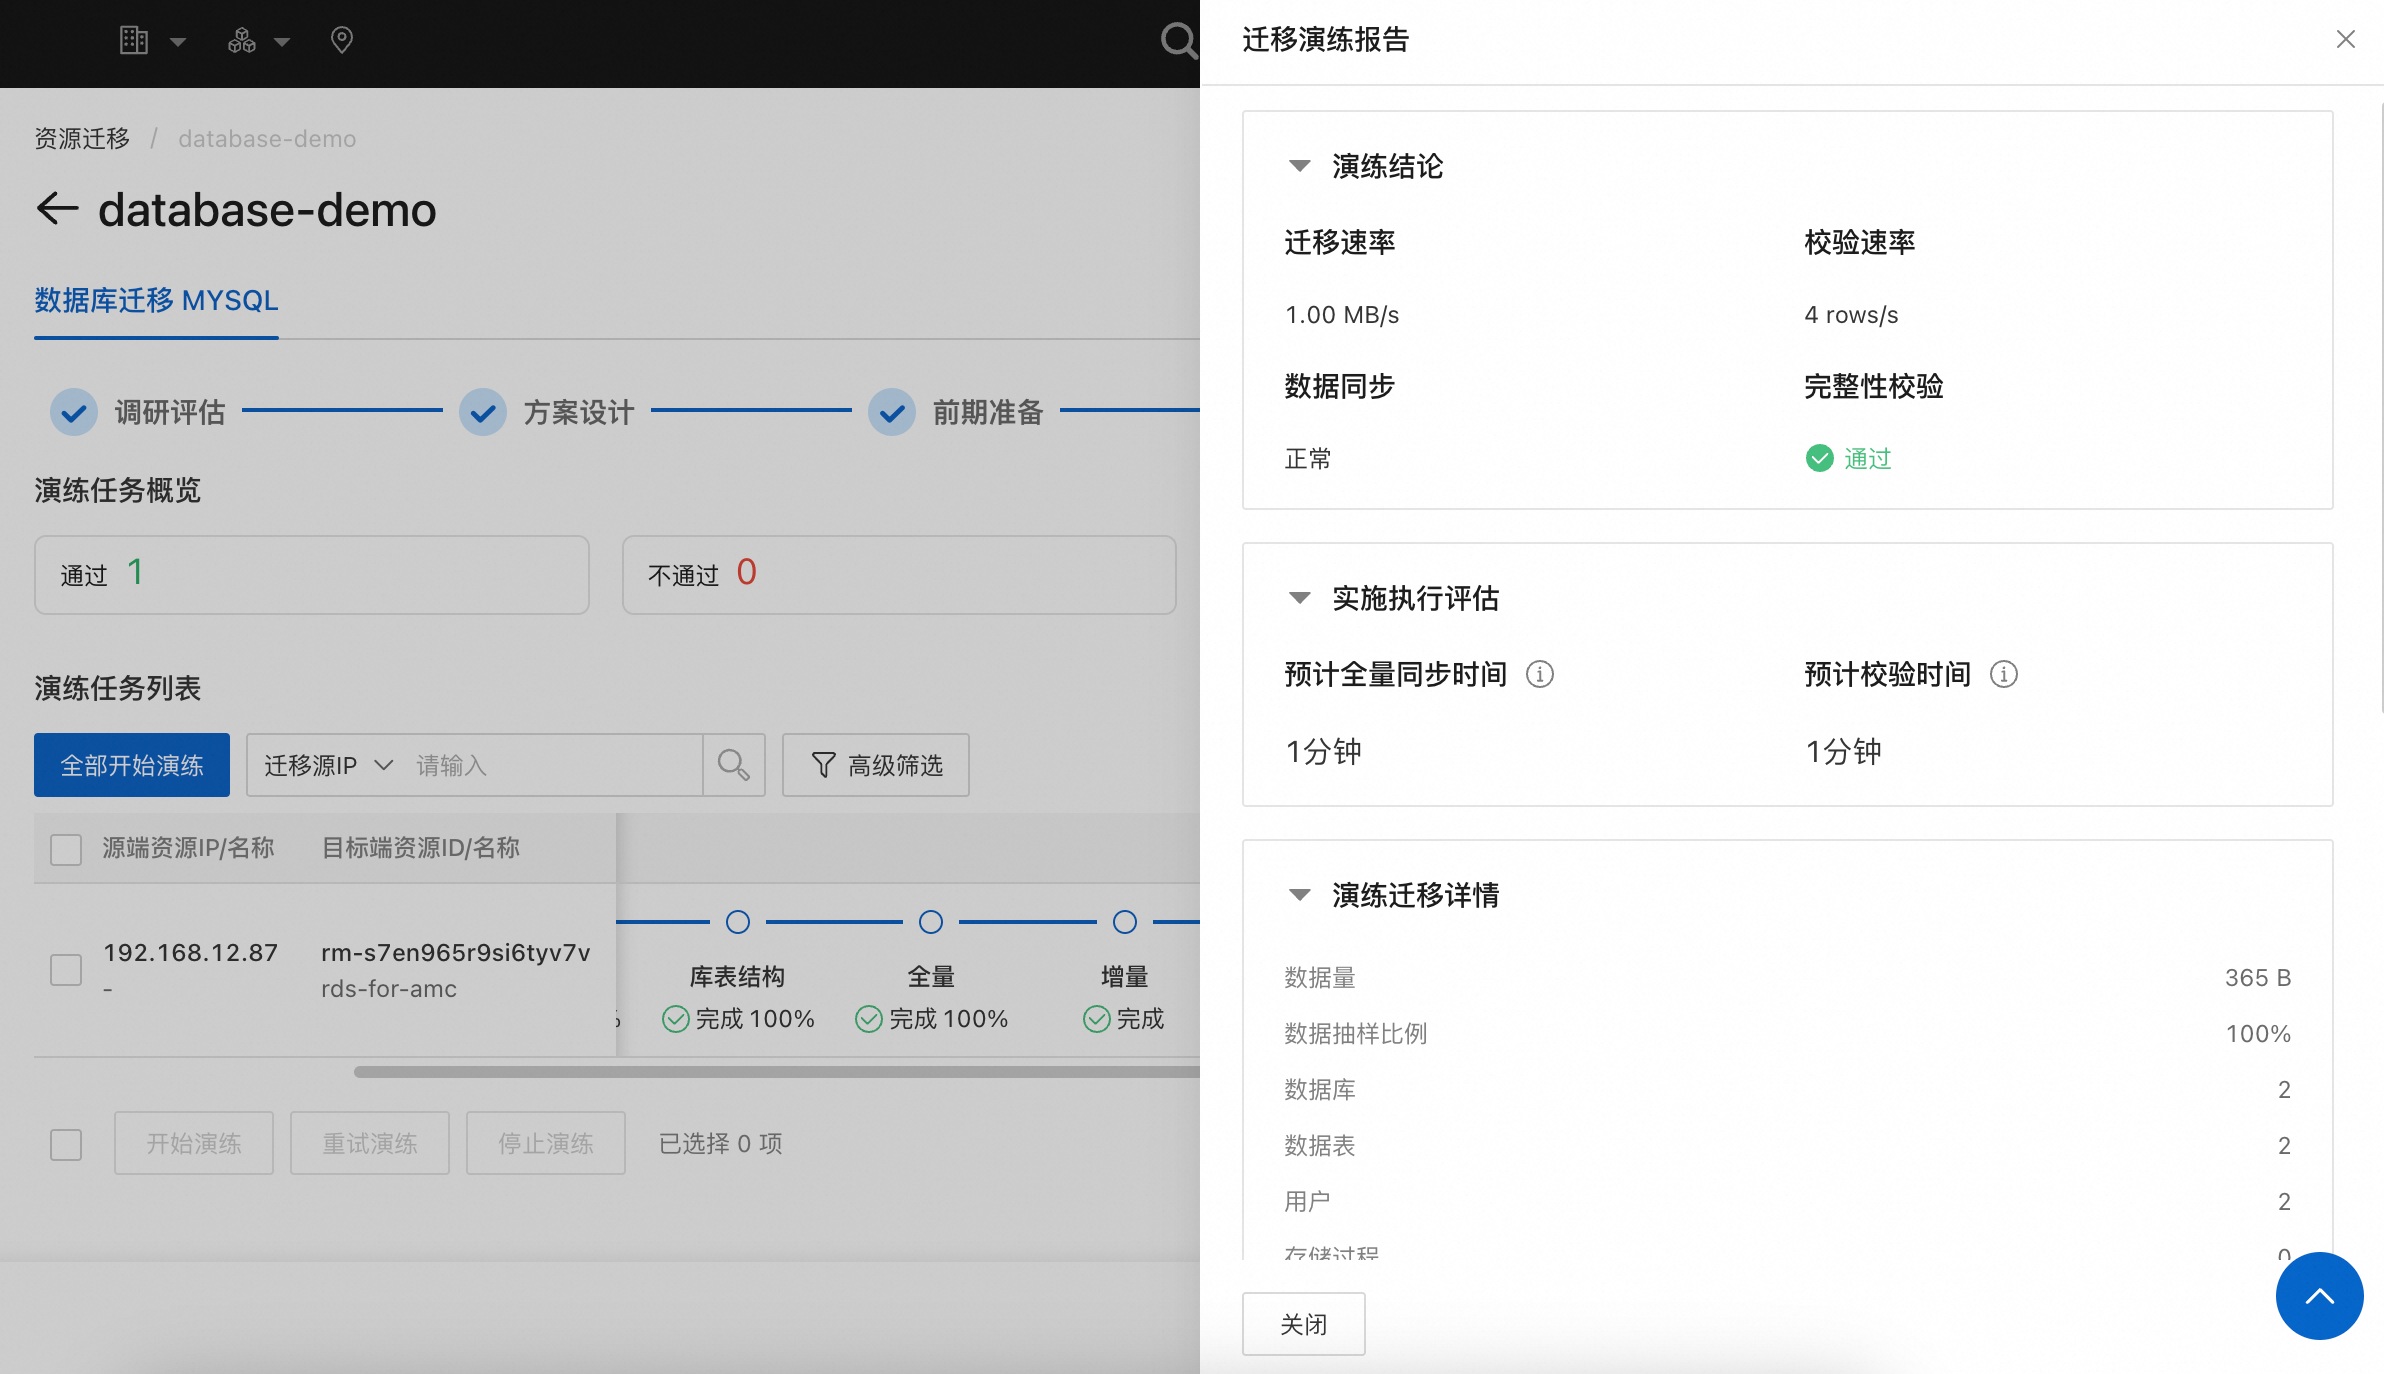 迁移演练报告
资源迁移 / database-demo
database-demo
数据库迁移 MYSQL
调研评估
方案设计
前期准备
演练任务概览
通过 1
不通过 0
演练任务列表
全部开始演练
迁移源IP
请输入
高级筛选
源端资源IP/名称
目标端资源ID/名称
192.168.12.87
-
rm-s7en965r9si6tyv7v
rds-for-amc
库表结构
完成 100%
全量
完成 100%
增量
完成
开始演练
重试演练
停止演练
已选择 0 项
演练结论
迁移速率
校验速率
1.00 MB/s
4 rows/s
数据同步
完整性校验
正常
通过
实施执行评估
预计全量同步时间
预计校验时间
1分钟
1分钟
演练迁移详情
数据量 365 B
数据抽样比例 100%
数据库 2
数据表 2
用户 2
存储过程 0
关闭